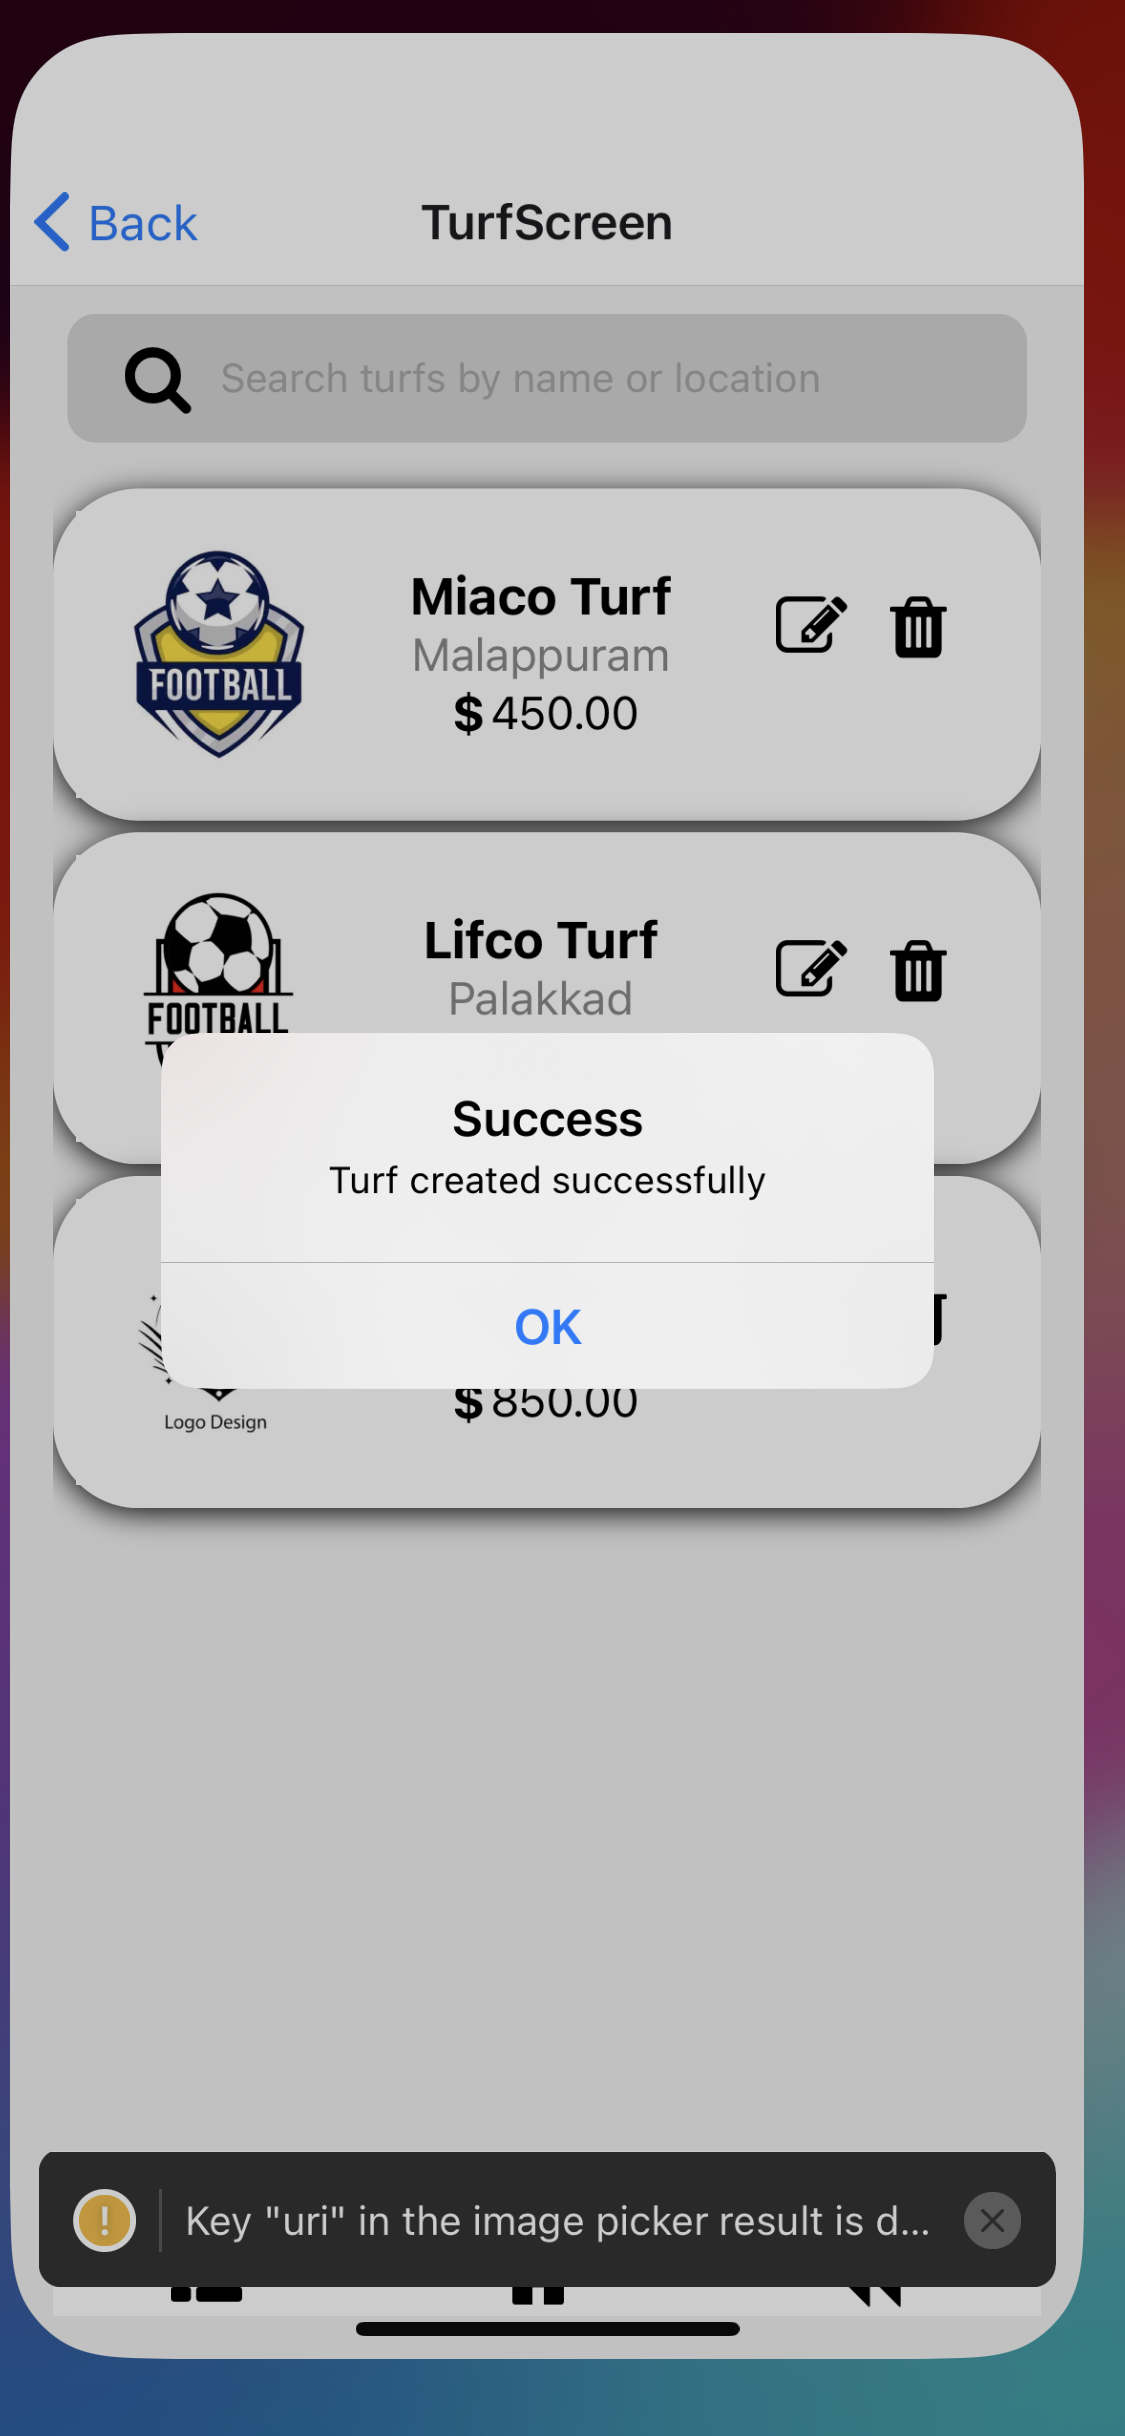 Back
TurfScreen
Search turfs by name or location
FOOTBALL
Miaco Turf
Malappuram
$ 450.00
FOOTBALL
Lifco Turf
Palakkad
Success
Turf created successfully
OK
$ 850.00
Logo Design
! Key "uri" in the image picker result is d...